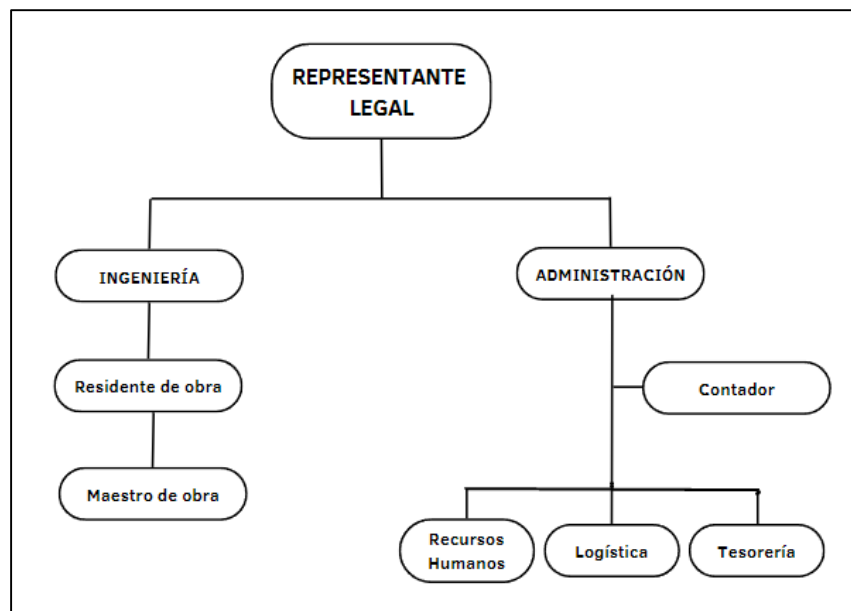 REPRESENTANTE
LEGAL
INGENIERÍA
ADMINISTRACIÓN
Residente de obra
Contador
Maestro de obra
Recursos
Humanos
Logística
Tesorería